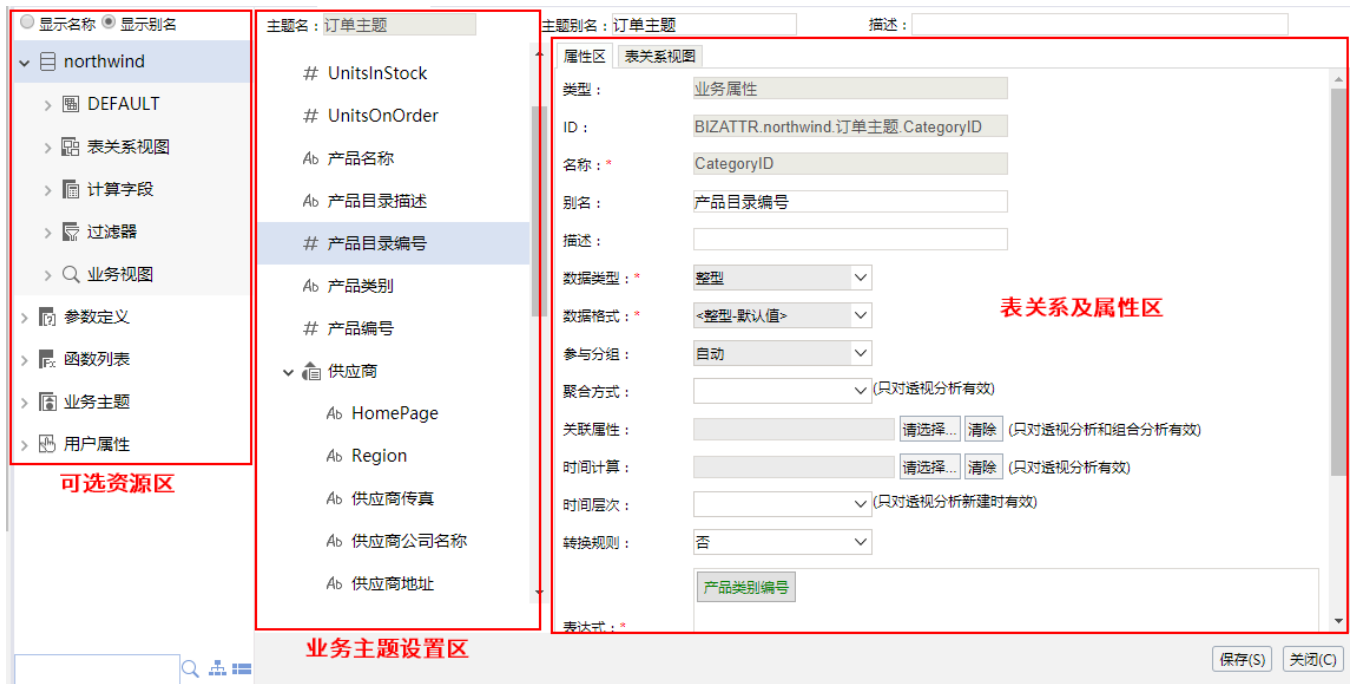 显示名称 显示别名
northwind
DEFAULT
表关系视图
计算字段
过滤器
业务视图
参数定义
函数列表
业务主题
用户属性
可选资源区
主题名：订单主题
主题别名：订单主题
描述：
# UnitsInStock
# UnitsOnOrder
Ab 产品名称
Ab 产品目录描述
# 产品目录编号
Ab 产品类别
# 产品编号
供应商
Ab HomePage
Ab Region
Ab 供应商传真
Ab 供应商公司名称
Ab 供应商地址
业务主题设置区
属性区 表关系视图
类型： 业务属性
ID： BIZATTR.northwind.订单主题.CategoryID
名称：* CategoryID
别名： 产品目录编号
描述：
数据类型：* 整型
数据格式：* <整型-默认值>
参与分组： 自动
聚合方式： (只对透视分析有效)
关联属性： 请选择... 清除 (只对透视分析和组合分析有效)
时间计算： 请选择... 清除 (只对透视分析有效)
时间层次： (只对透视分析新建时有效)
转换规则： 否
产品类别编号
表达式：*
表关系及属性区
保存(S) 关闭(C)